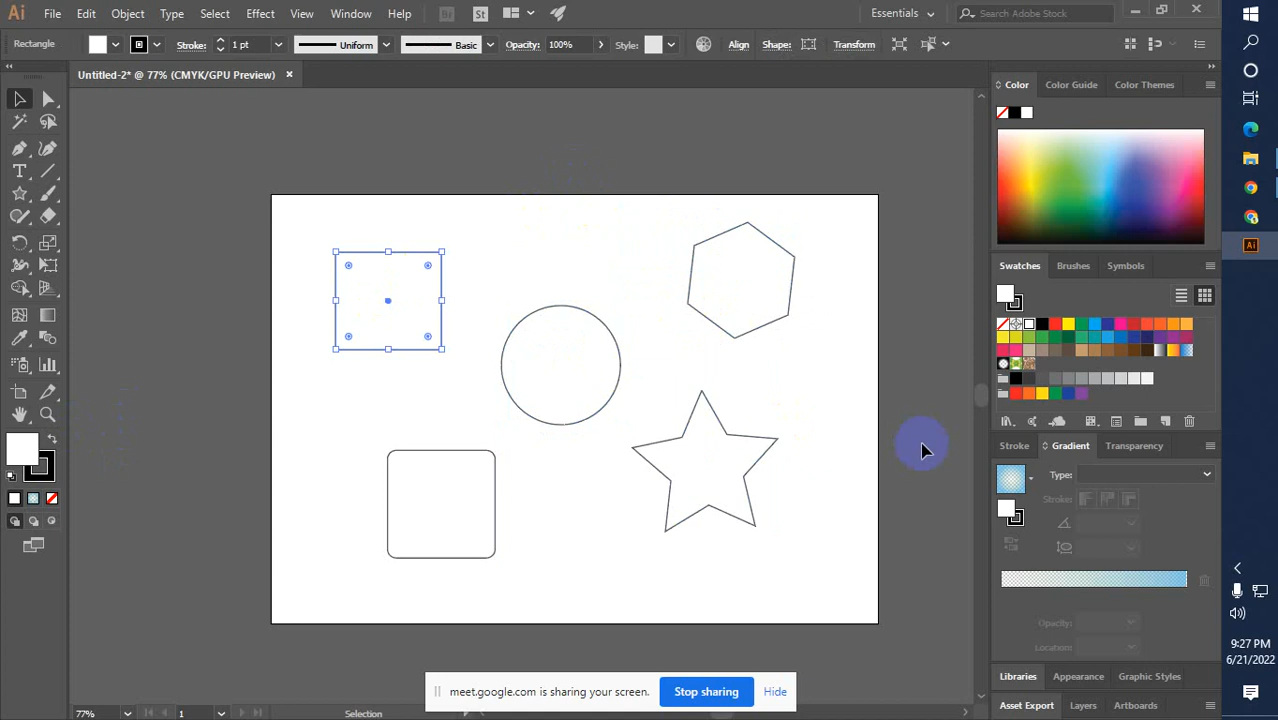 Ai File Edit Object Type Select Effect View Window Help Br St Essentials Search Adobe Stock
Rectangle Stroke: 1 pt Uniform Basic Opacity: 100% Style: Align Shape: Transform
Untitled-2* @ 77% (CMYK/GPU Preview)
Color Color Guide Color Themes
Swatches Brushes Symbols
Stroke Gradient Transparency
Type:
Stroke:
Opacity:
Location:
Libraries Appearance Graphic Styles
Asset Export Layers Artboards
meet.google.com is sharing your screen. Stop sharing Hide
77% 1 Selection
Ai
9:27 PM
6/21/2022